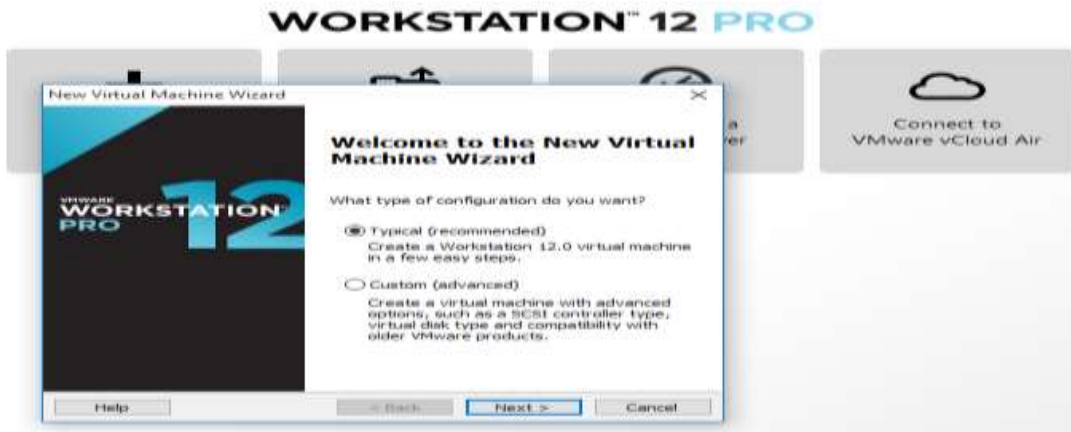 WORKSTATION™ 12 PRO
New Virtual Machine Wizard
a
Connect to
ver
VMware vCloud Air
Welcome to the New Virtual
Machine Wizard
VMWARE
WORKSTATION
PRO
12
What type of configuration do you want?
Typical (recommended)
Create a Workstation 12.0 virtual machine
in a few easy steps.
Custom (advanced)
Create a virtual machine with advanced
options, such as a SCSI controller type,
virtual disk type and compatibility with
older VMware products.
Help
< Back
Next >
Cancel